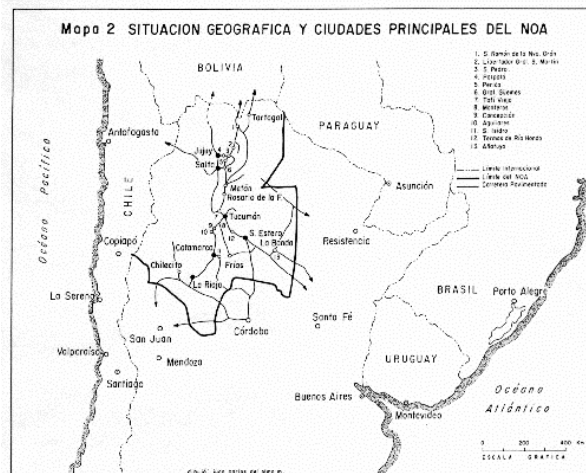 Mapa 2 SITUACION GEOGRAFICA Y CIUDADES PRINCIPALES DEL NOA
BOLIVIA
1. S. Ramón de la Nva. Orán
2. Libertador Gral. S. Martín
3. S. Pedro
4. Palpalá
5. Perico
6. Gral. Güemes
7. Tafí Viejo
8. Monteros
9. Concepción
10. Aguilares
11. S. Isidro
12. Termas de Río Hondo
13. Añatuya
Límite Internacional
Límite del NOA
Carretera Pavimentada
Tartagal
PARAGUAY
Antofagasta
Jujuy
Salta
Asunción
Océano Pacífico
CHILE
Metán
Rosario de la F.
Tucumán
S. Estero
La Banda
Resistencia
Copiapó
Catamarca
Chilecito
Frías
La Rioja
BRASIL
Porto Alegre
La Serena
San Juan
Córdoba
Santa Fé
Valparaíso
Mendoza
Santiago
URUGUAY
Buenos Aires
Montevideo
Océano
Atlántico
0 200 400 Km
ESCALA GRAFICA